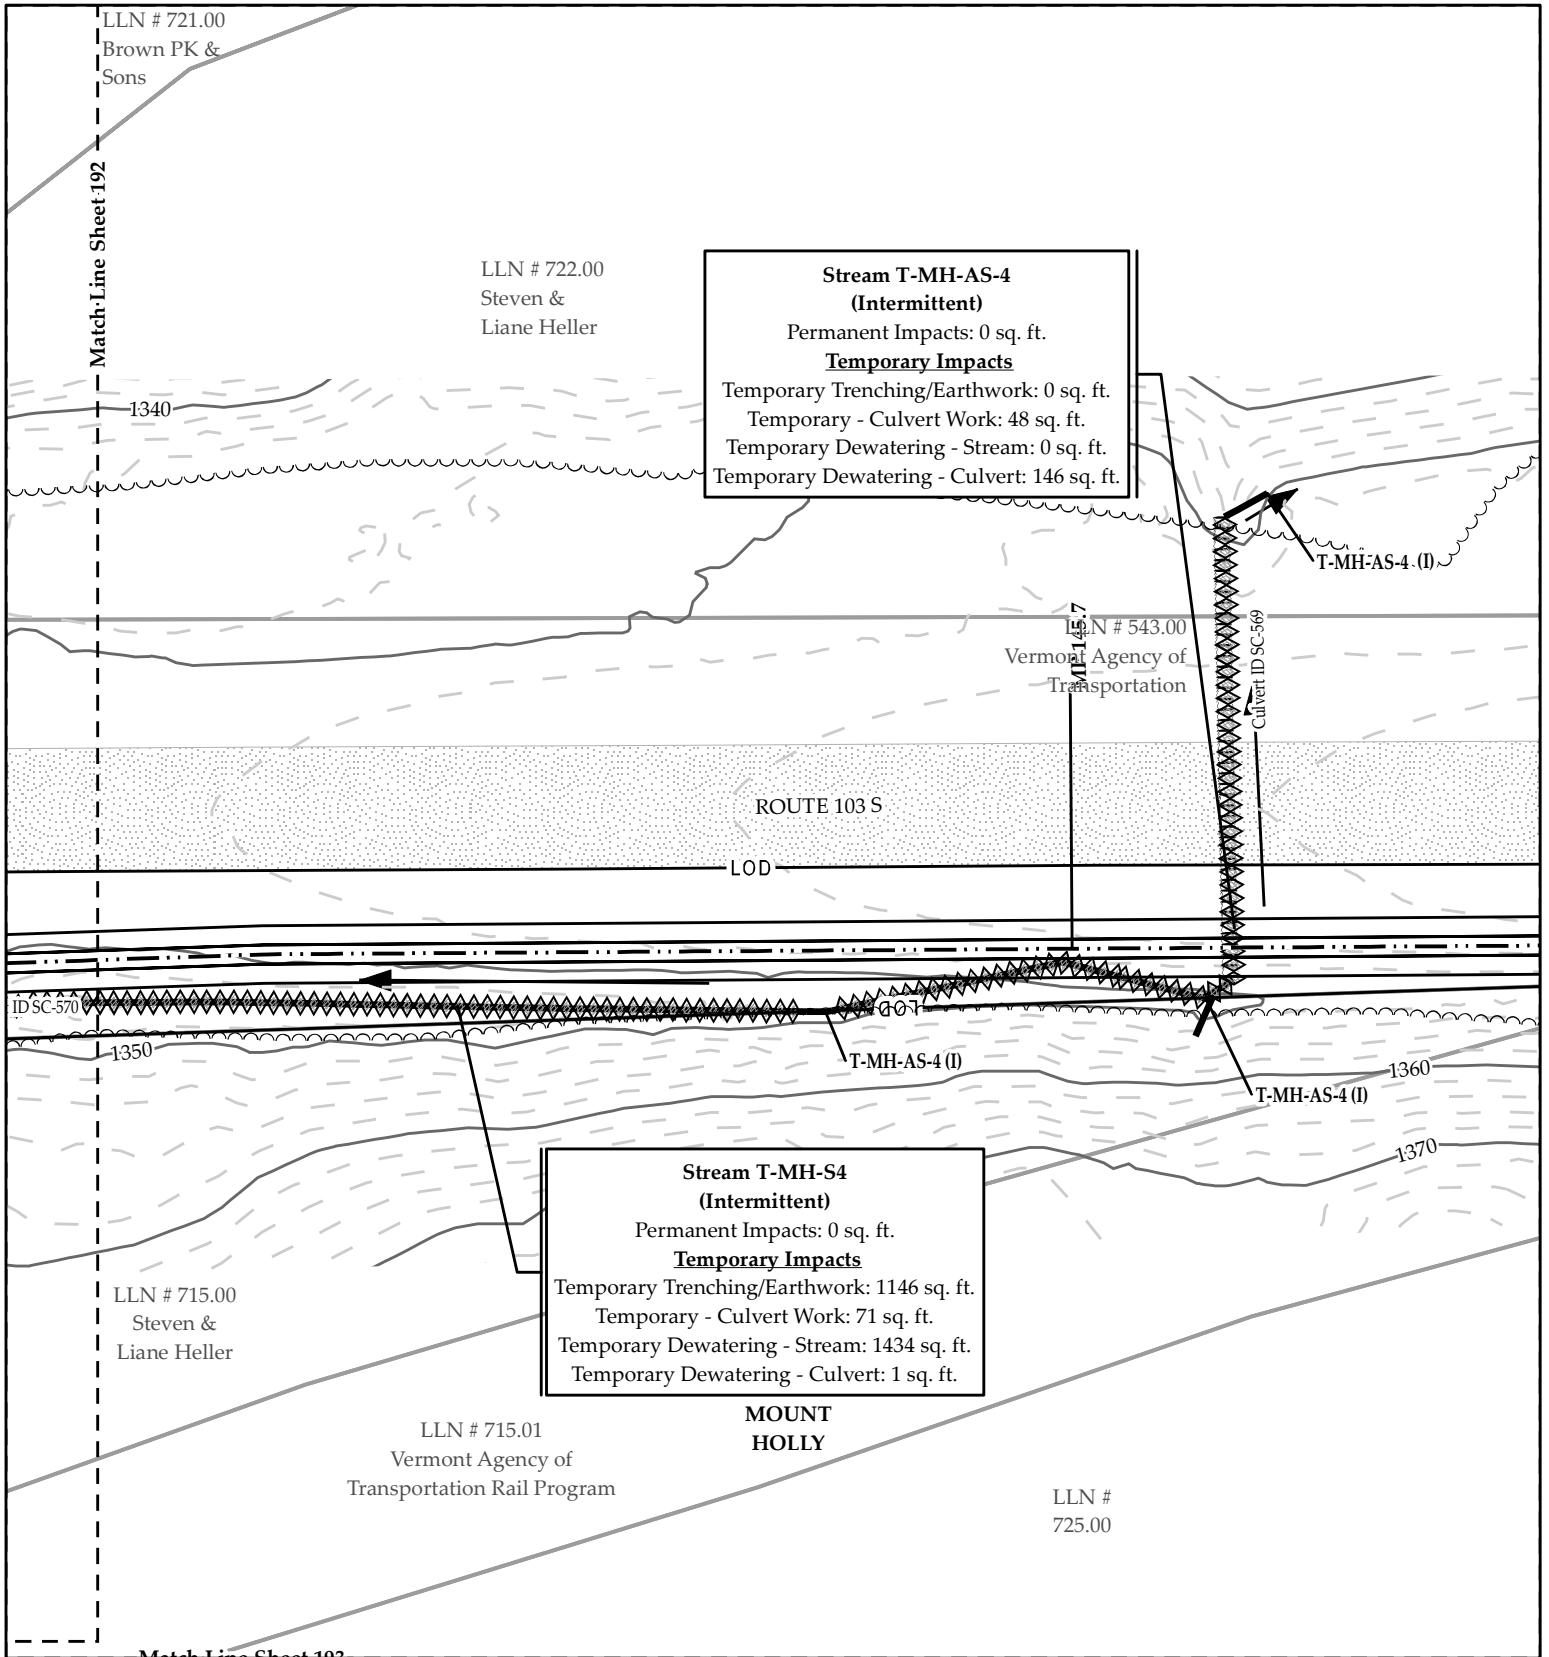 LLN # 721.00
Brown PK &
Sons
Match Line Sheet 192
LLN # 722.00
Steven &
Liane Heller
Stream T-MH-AS-4
(Intermittent)
Permanent Impacts: 0 sq. ft.
Temporary Impacts
Temporary Trenching/Earthwork: 0 sq. ft.
Temporary - Culvert Work: 48 sq. ft.
Temporary Dewatering - Stream: 0 sq. ft.
Temporary Dewatering - Culvert: 146 sq. ft.
1340
T-MH-AS-4 (I)
MP 145.7
LLN # 543.00
Vermont Agency of
Transportation
Culvert ID SC-569
ROUTE 103 S
LOD
ID SC-570
LOD
1350
T-MH-AS-4 (I)
T-MH-AS-4 (I)
1360
1370
Stream T-MH-S4
(Intermittent)
Permanent Impacts: 0 sq. ft.
Temporary Impacts
Temporary Trenching/Earthwork: 1146 sq. ft.
Temporary - Culvert Work: 71 sq. ft.
Temporary Dewatering - Stream: 1434 sq. ft.
Temporary Dewatering - Culvert: 1 sq. ft.
LLN # 715.00
Steven &
Liane Heller
MOUNT
HOLLY
LLN # 715.01
Vermont Agency of
Transportation Rail Program
LLN #
725.00
Match Line Sheet 193